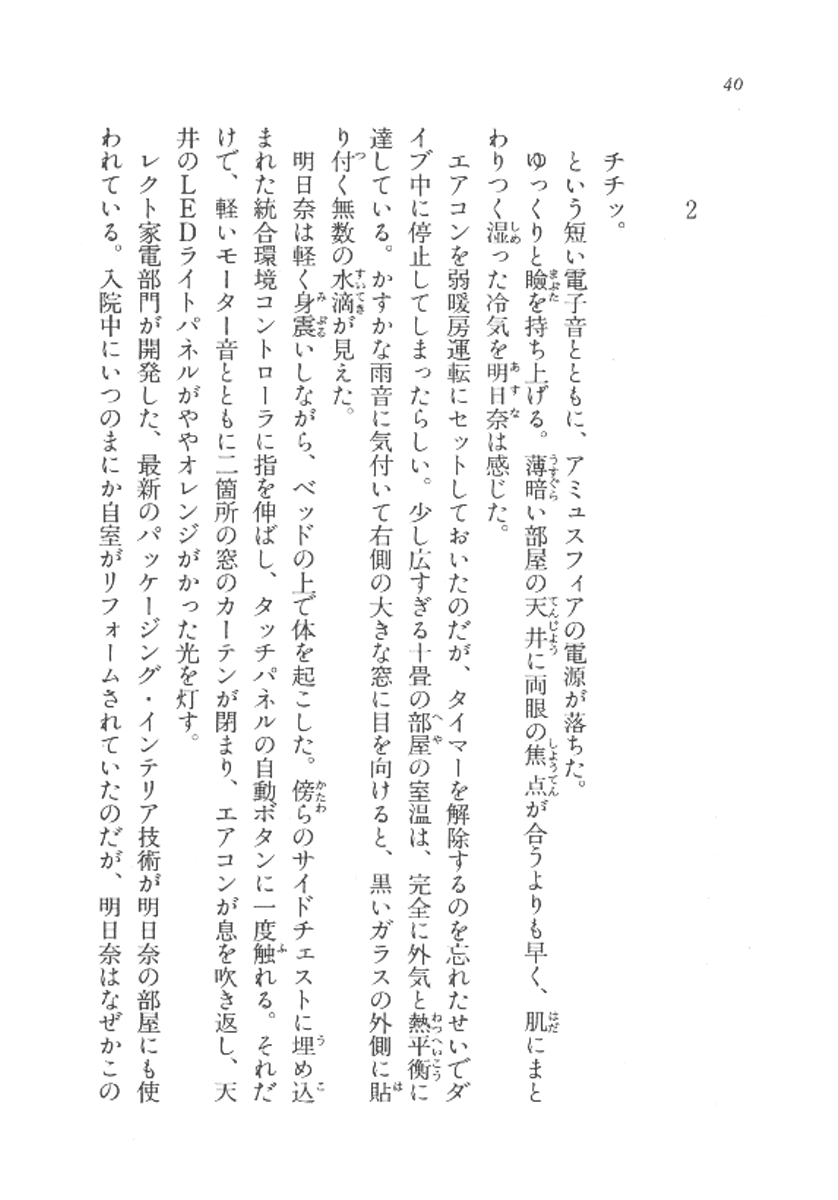 40
2
チチッ。
という短い電子音とともに、アミュスフィアの電源が落ちた。
ゆっくりと瞼を持ち上げる。薄暗い部屋の天井に両眼の焦点が合うよりも早く、肌にまと
わりつく湿った冷気を明日奈は感じた。
エアコンを弱暖房運転にセットしておいたのだが、タイマーを解除するのを忘れたせいでダ
イブ中に停止してしまったらしい。少し広すぎる十畳の部屋の室温は、完全に外気と熱平衡に
達している。かすかな雨音に気付いて右側の大きな窓に目を向けると、黒いガラスの外側に貼
り付く無数の水滴が見えた。
明日奈は軽く身震いしながら、ベッドの上で体を起こした。傍らのサイドチェストに埋め込
まれた統合環境コントローラに指を伸ばし、タッチパネルの自動ボタンに一度触れる。それだ
けで、軽いモーター音とともに二箇所の窓のカーテンが閉まり、エアコンが息を吹き返し、天
井のLEDライトパネルがややオレンジがかった光を灯す。
レクト家電部門が開発した、最新のパッケージング・インテリア技術が明日奈の部屋にも使
われている。入院中にいつのまにか自室がリフォームされていたのだが、明日奈はなぜかこの